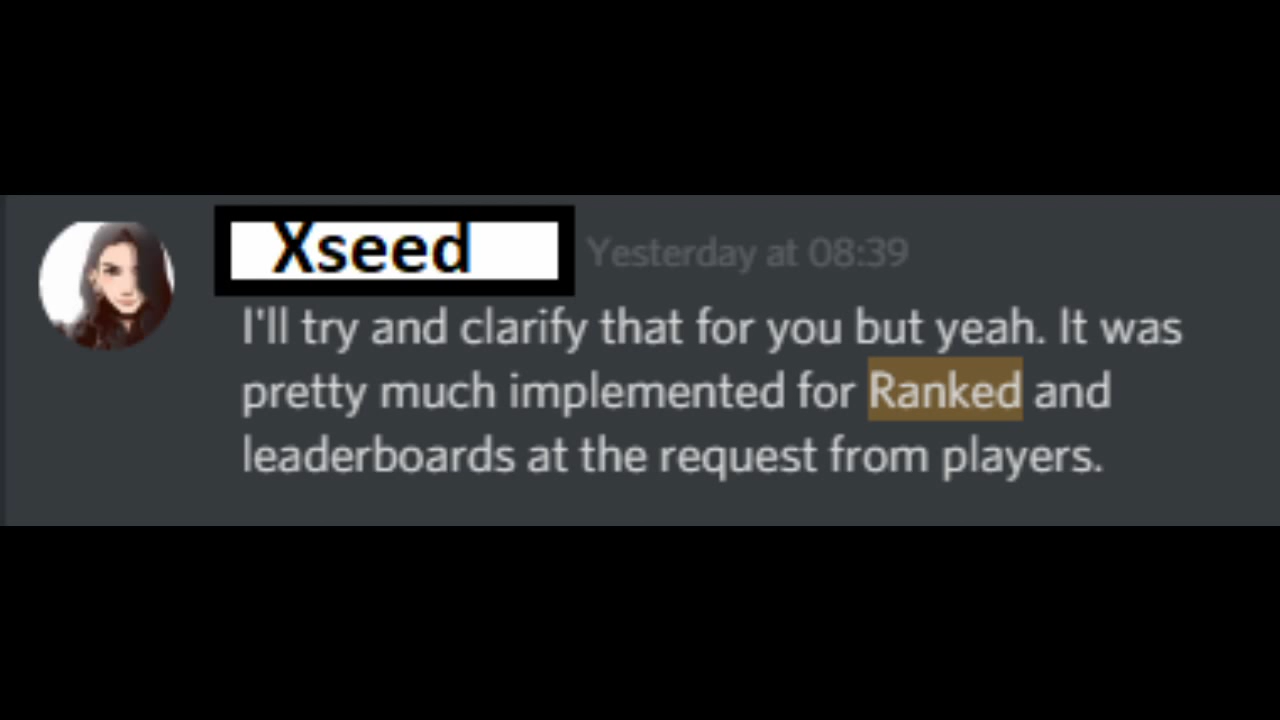 Xseed Yesterday at 08:39
I'll try and clarify that for you but yeah. It was
pretty much implemented for Ranked and
leaderboards at the request from players.